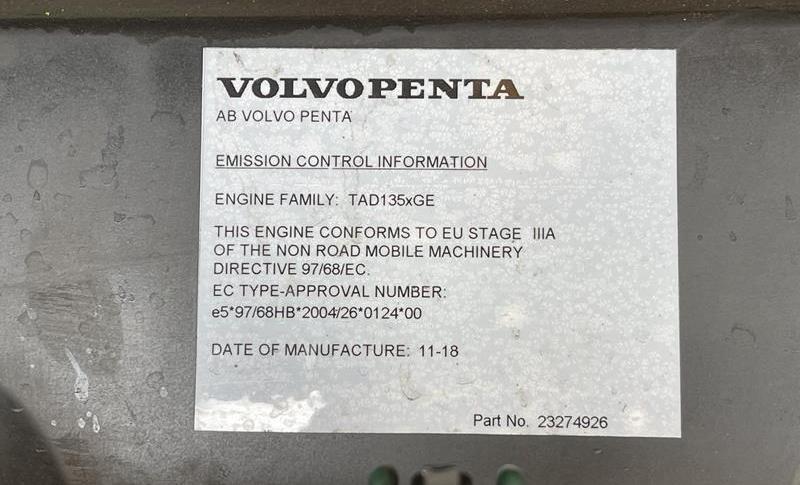 VOLVO PENTA
AB VOLVO PENTA
EMISSION CONTROL INFORMATION
ENGINE FAMILY: TAD135xGE
THIS ENGINE CONFORMS TO EU STAGE IIIA
OF THE NON ROAD MOBILE MACHINERY
DIRECTIVE 97/68/EC.
EC TYPE-APPROVAL NUMBER:
e5*97/68HB*2004/26*0124*00
DATE OF MANUFACTURE: 11-18
Part No. 23274926